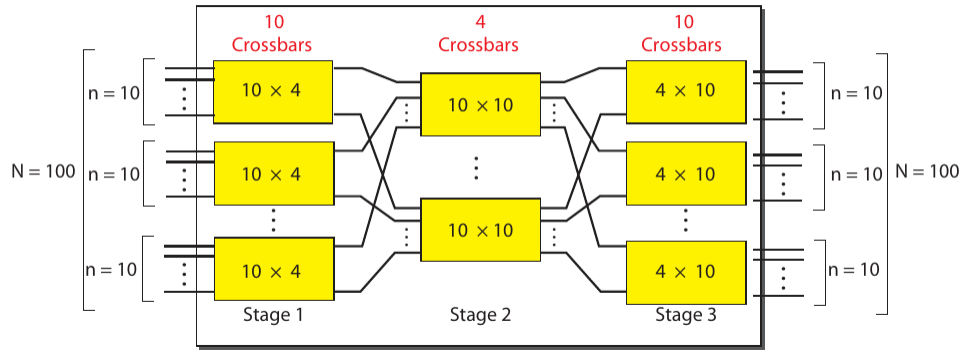 10
Crossbars
4
Crossbars
10
Crossbars
N = 100
n = 10
10 × 4
10 × 10
4 × 10
n = 10
n = 10
10 × 4
4 × 10
n = 10
N = 100
n = 10
10 × 4
10 × 10
4 × 10
n = 10
Stage 1
Stage 2
Stage 3